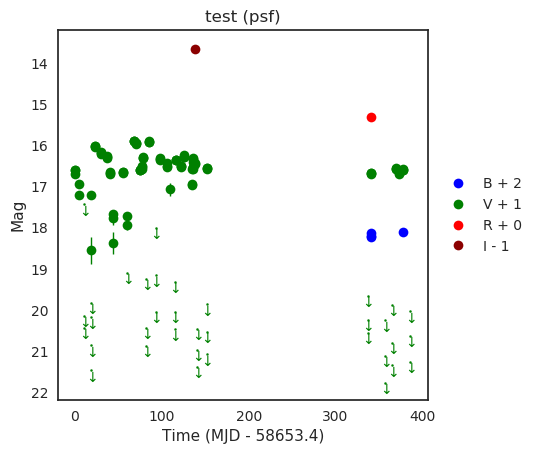 test (psf)
Mag
14
15
16
17
18
19
20
21
22
0
100
200
300
400
Time (MJD - 58653.4)
B + 2
V + 1
R + 0
I - 1